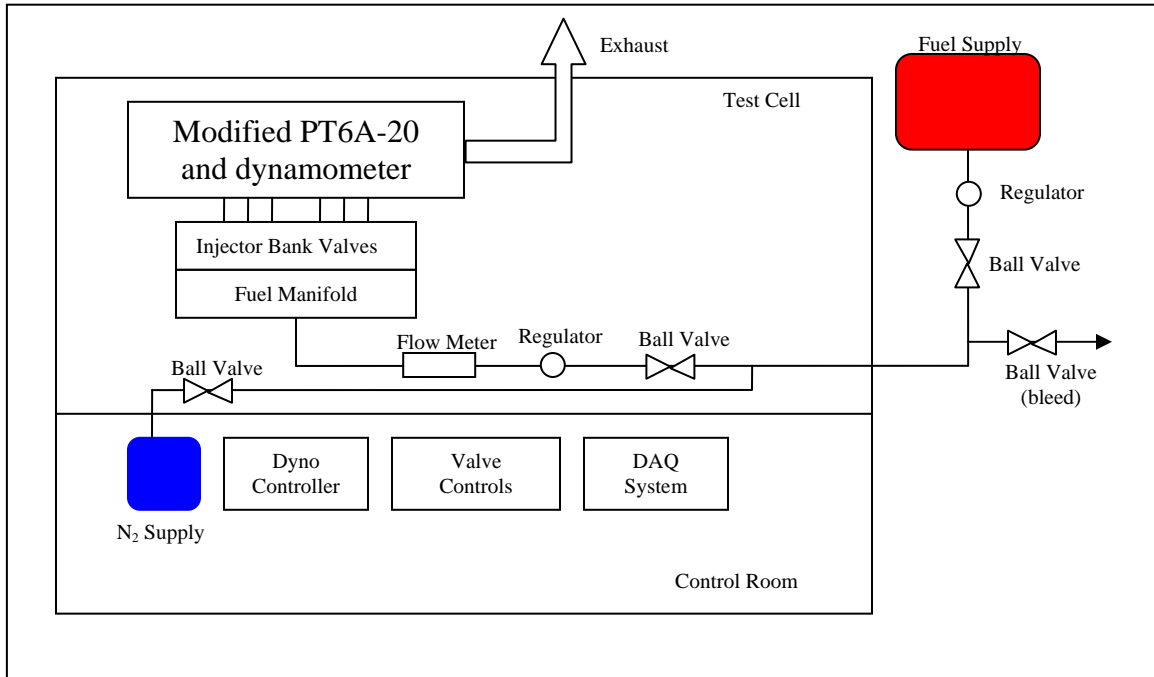 Exhaust
Fuel Supply
Test Cell
Modified PT6A-20
and dynamometer
Regulator
Injector Bank Valves
Ball Valve
Fuel Manifold
Flow Meter
Regulator
Ball Valve
Ball Valve
Ball Valve
(bleed)
Dyno
Controller
Valve
Controls
DAQ
System
N₂ Supply
Control Room